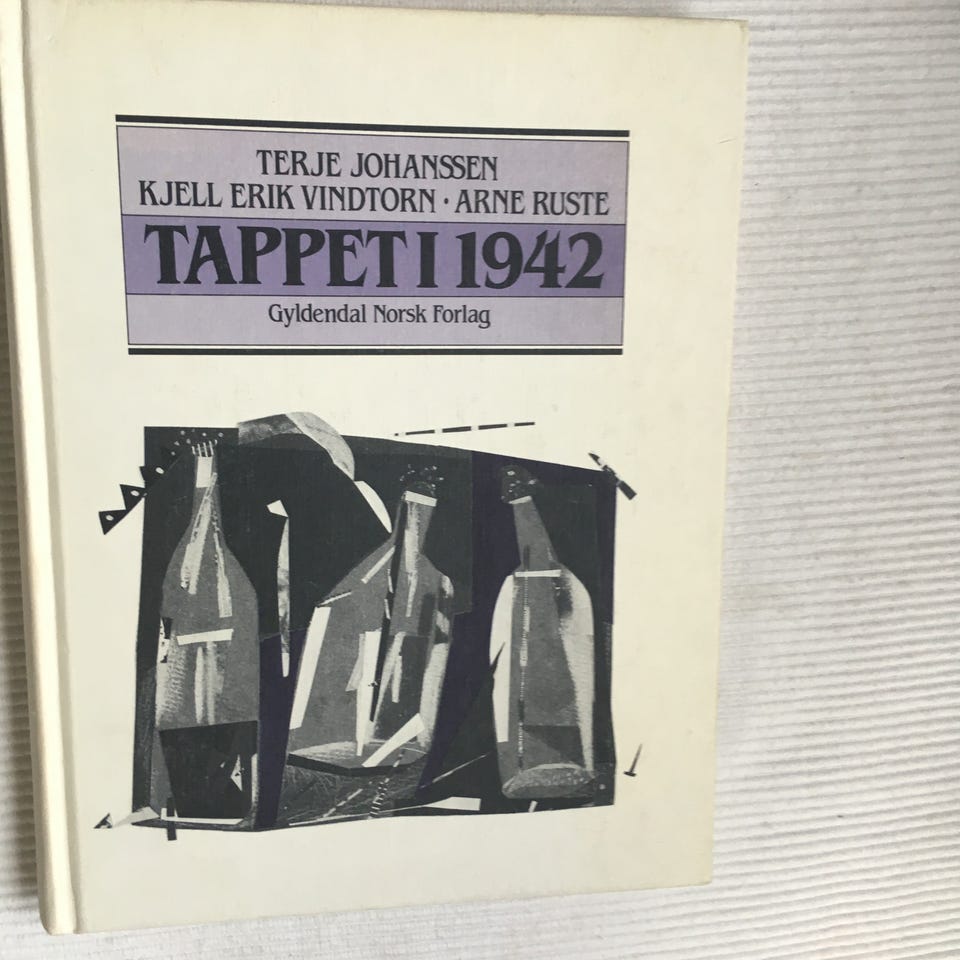 TERJE JOHANSSEN
KJELL ERIK VINDTORN · ARNE RUSTE
TAPPET I 1942
Gyldendal Norsk Forlag